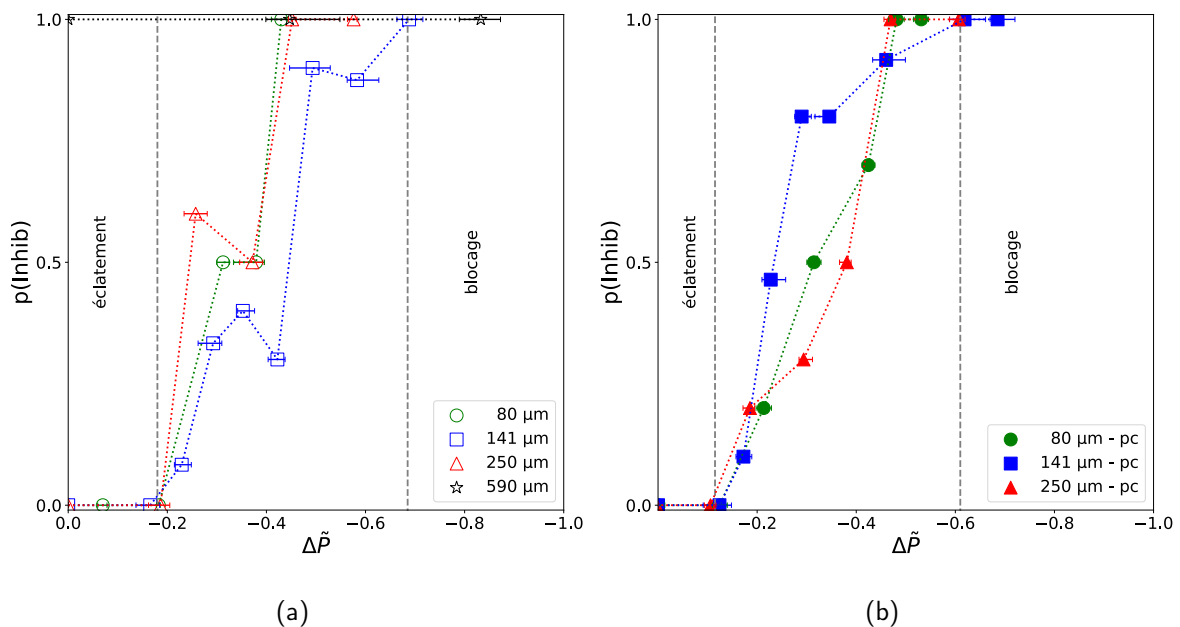 1.0
0.5
0.0
p(Inhib)
éclatement
blocage
80 µm
141 µm
250 µm
590 µm
0.0 −0.2 −0.4 −0.6 −0.8 −1.0
ΔP̃
(a)
1.0
0.5
0.0
p(Inhib)
éclatement
blocage
80 µm - pc
141 µm - pc
250 µm - pc
−0.2 −0.4 −0.6 −0.8 −1.0
ΔP̃
(b)